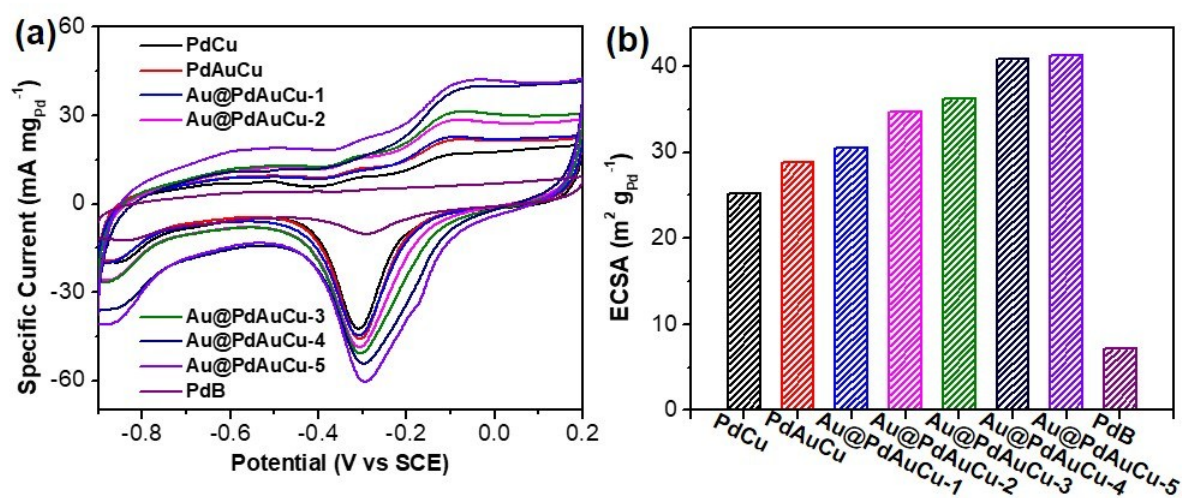 (a)
60
30
0
-30
-60
Specific Current (mA mgPd-1)
PdCu
PdAuCu
Au@PdAuCu-1
Au@PdAuCu-2
Au@PdAuCu-3
Au@PdAuCu-4
Au@PdAuCu-5
PdB
-0.8 -0.6 -0.4 -0.2 0.0 0.2
Potential (V vs SCE)
(b)
40
30
20
10
0
ECSA (m2 gPd-1)
PdCu
PdAuCu
Au@PdAuCu-1
Au@PdAuCu-2
Au@PdAuCu-3
Au@PdAuCu-4
Au@PdAuCu-5
PdB